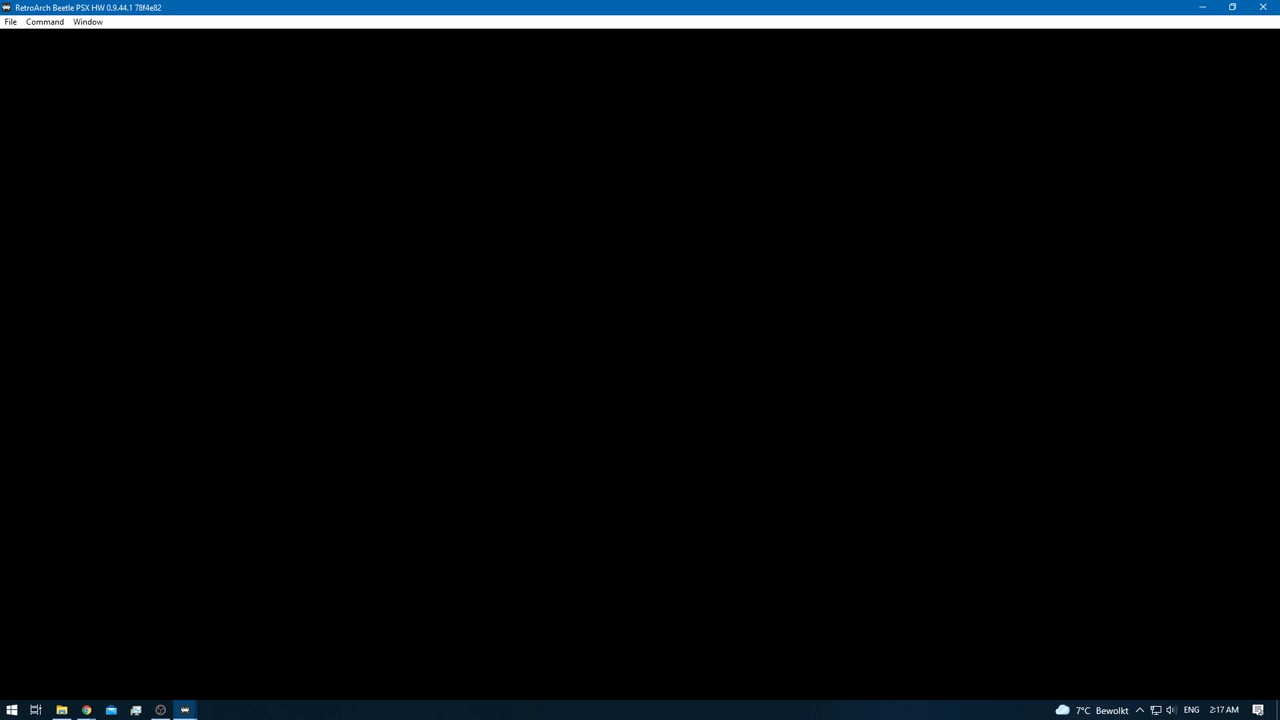 RetroArch Beetle PSX HW 0.9.44.1 78f4e82
File Command Window
7°C Bewolkt ENG 2:17 AM